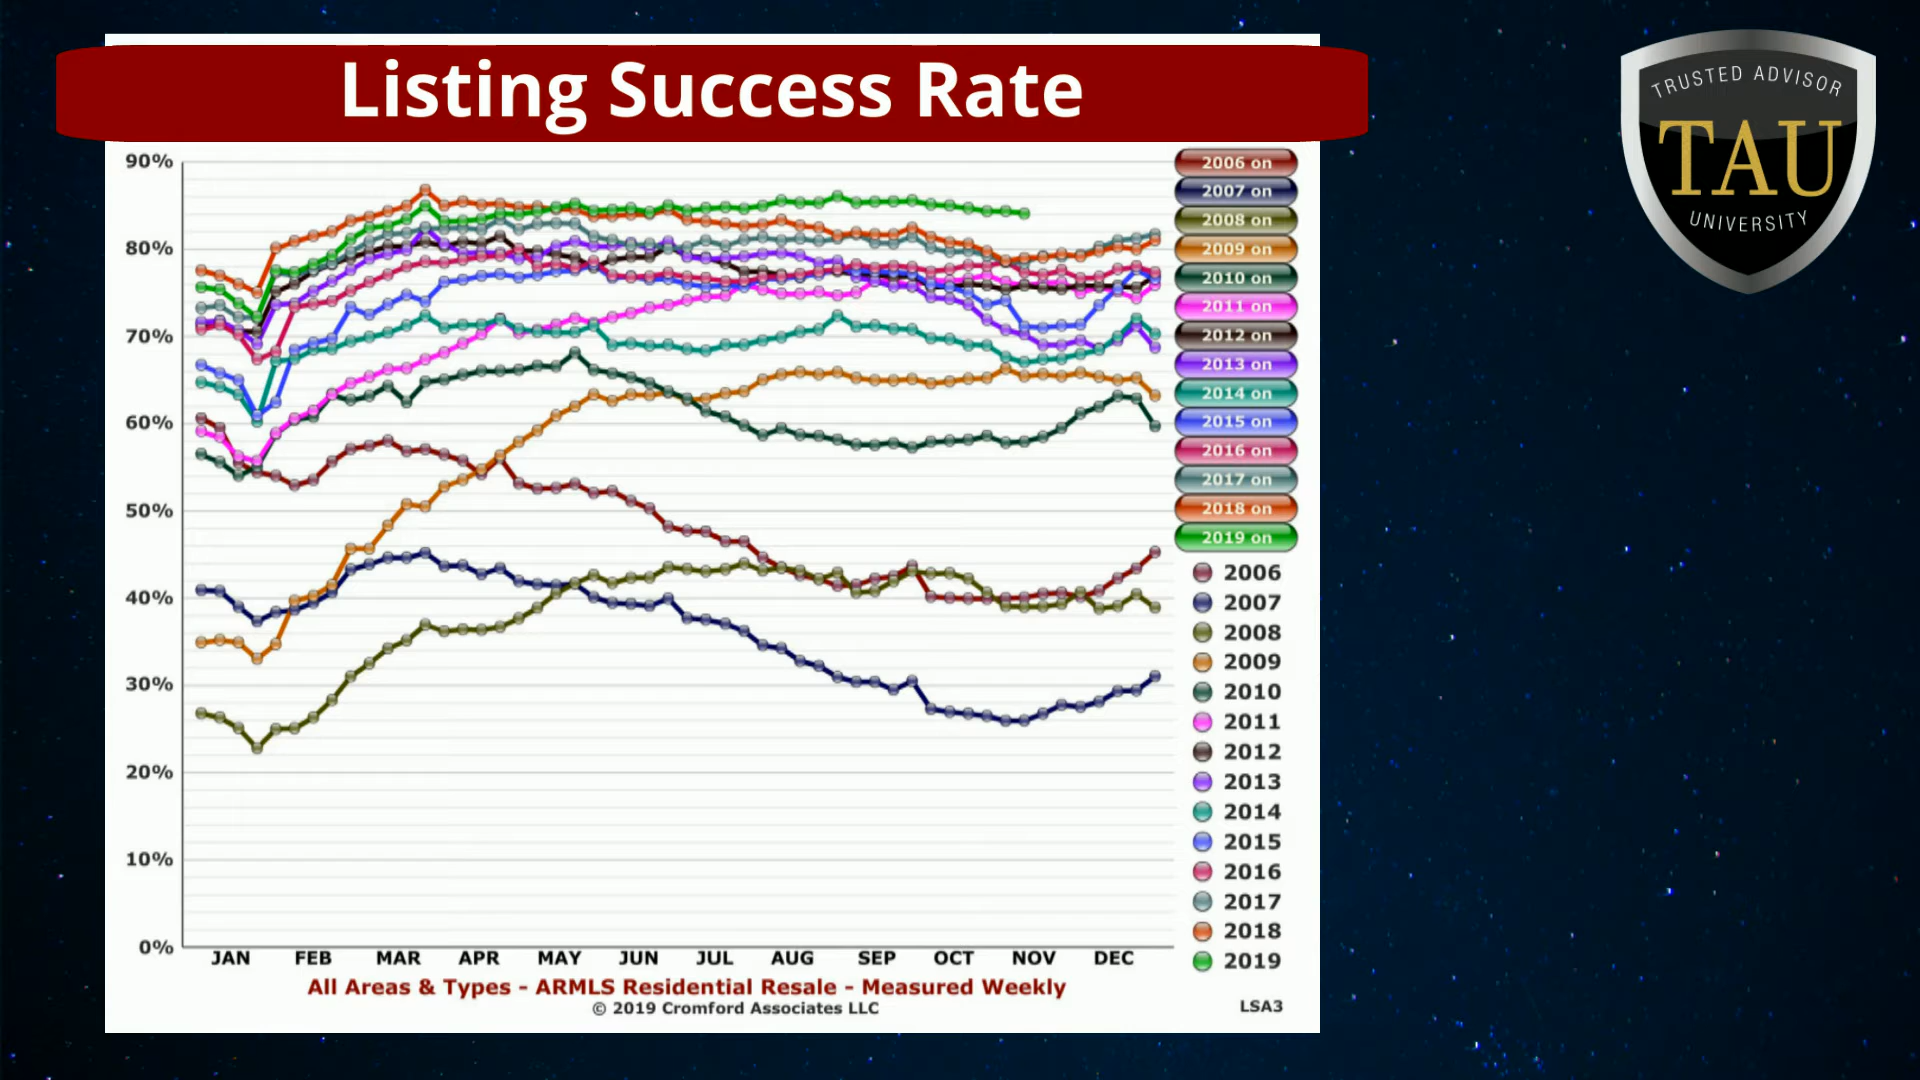 Listing Success Rate
TRUSTED ADVISOR
TAU
UNIVERSITY
90%
80%
70%
60%
50%
40%
30%
20%
10%
0%
JAN FEB MAR APR MAY JUN JUL AUG SEP OCT NOV DEC
2006 on
2007 on
2008 on
2009 on
2010 on
2011 on
2012 on
2013 on
2014 on
2015 on
2016 on
2017 on
2018 on
2019 on
2006
2007
2008
2009
2010
2011
2012
2013
2014
2015
2016
2017
2018
2019
All Areas & Types - ARMLS Residential Resale - Measured Weekly
© 2019 Cromford Associates LLC
LSA3